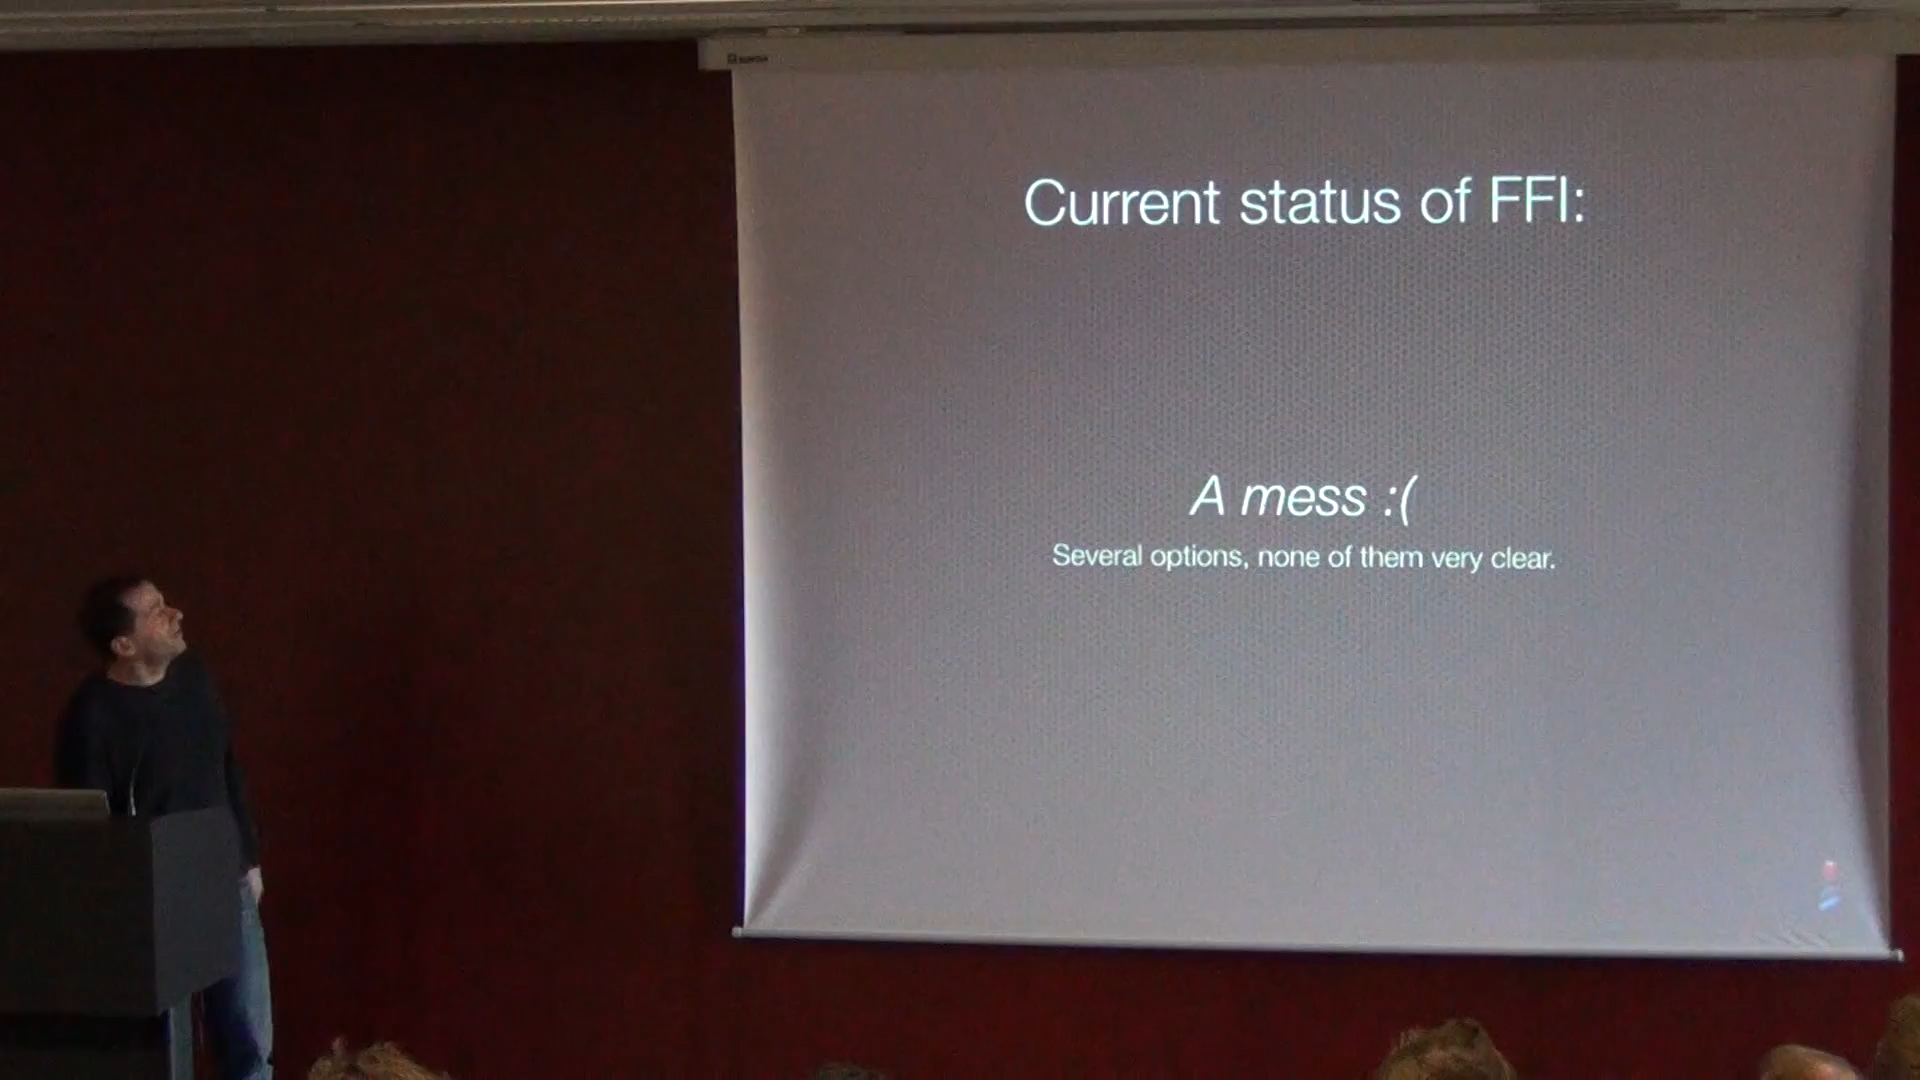 Current status of FFI:
A mess :(
Several options, none of them very clear.